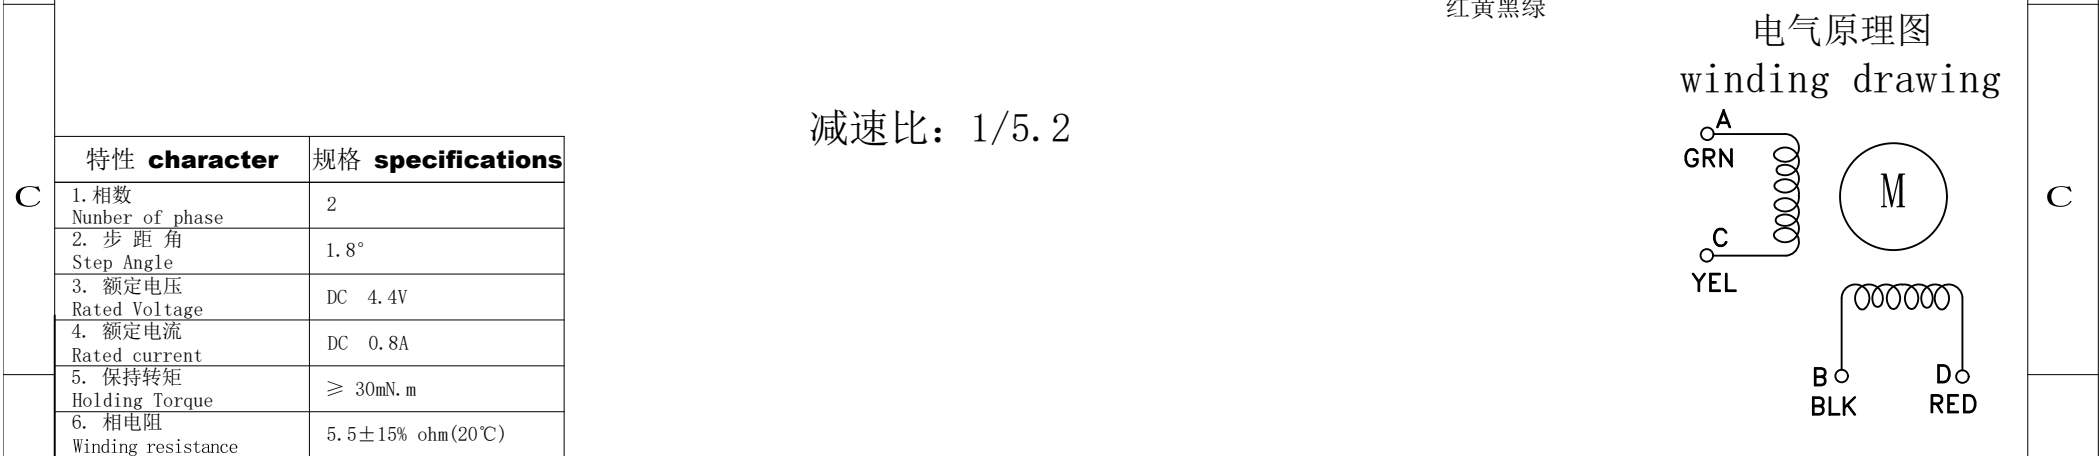 红黄黑绿
电气原理图
winding drawing
减速比: 1/5.2
特性 character 规格 specifications
1.相数
Nunber of phase
2
2. 步 距 角
Step Angle
1.8°
3. 额定电压
Rated Voltage
DC 4.4V
4. 额定电流
Rated current
DC 0.8A
5. 保持转矩
Holding Torque
≥ 30mN.m
6. 相电阻
Winding resistance
5.5±15% ohm(20℃)
A
GRN
C
YEL
M
B
BLK
D
RED
C
C